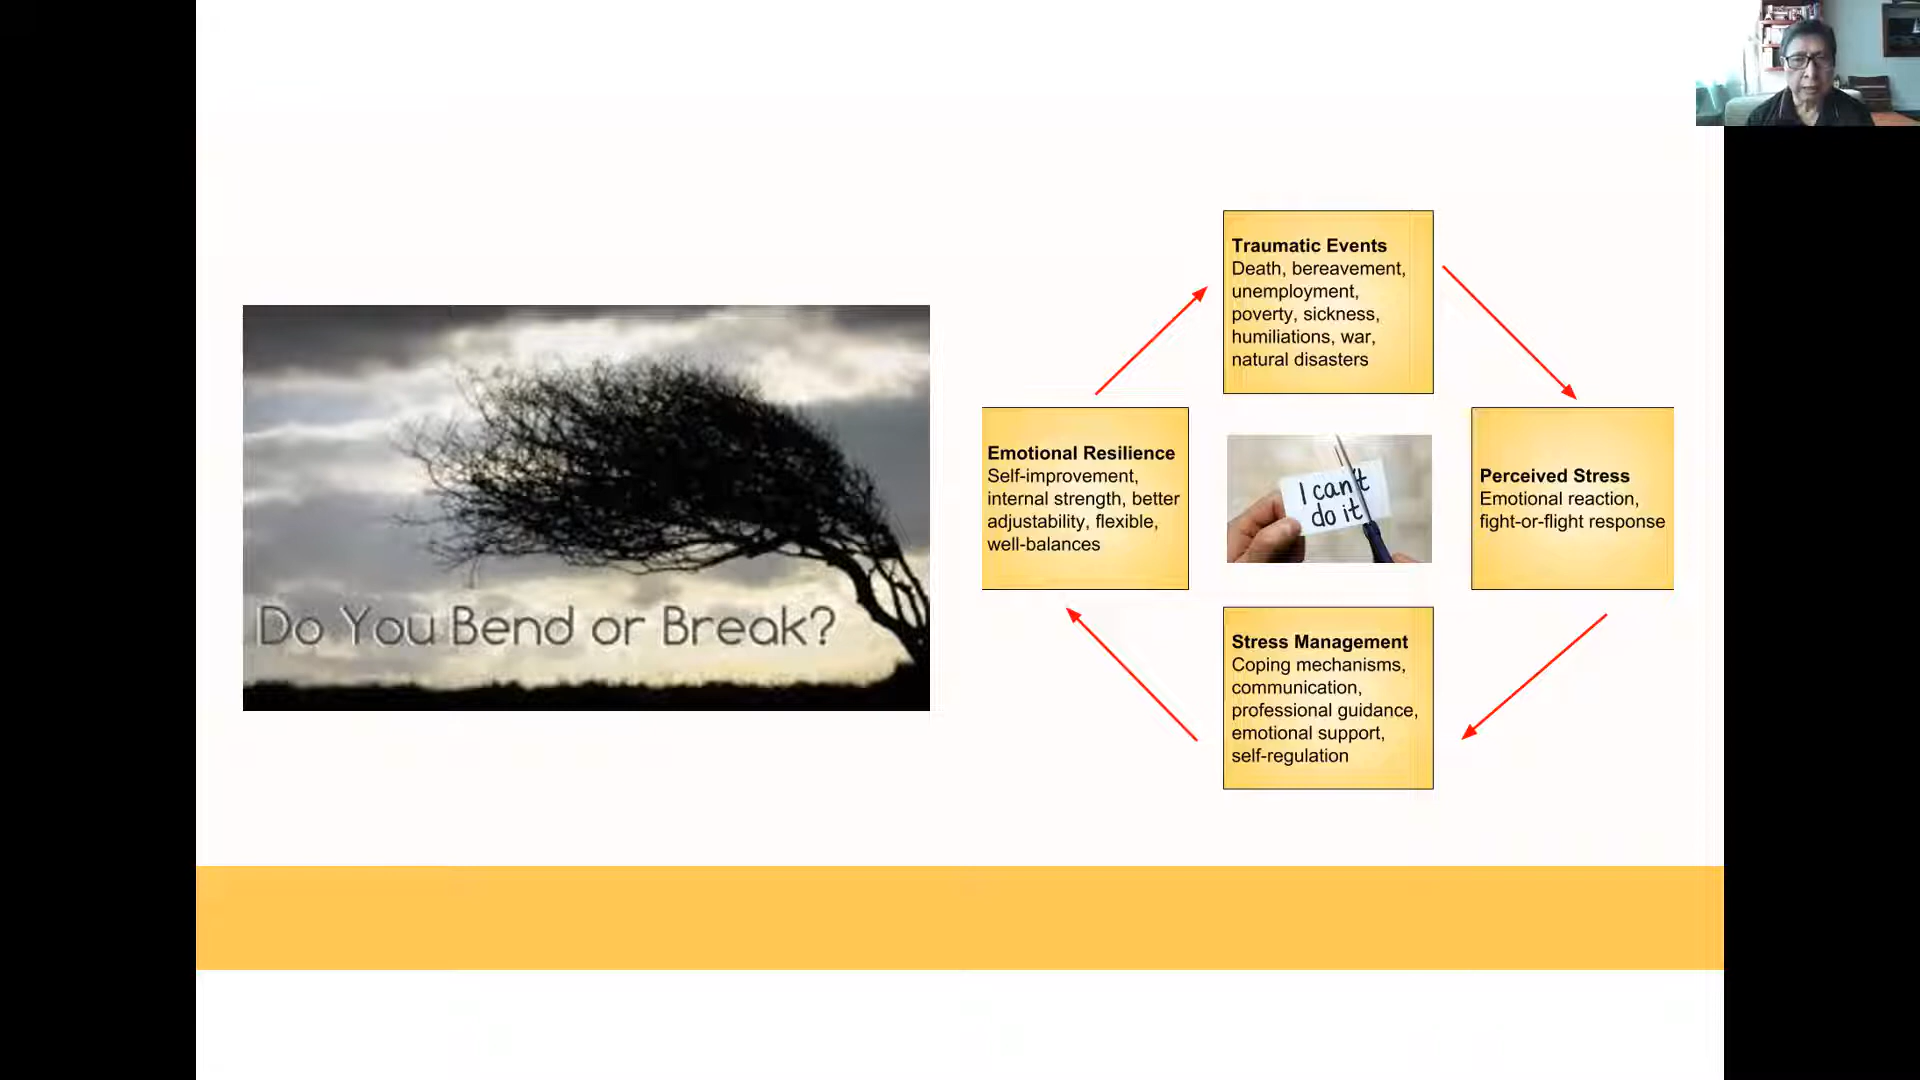 Do You Bend or Break?
Traumatic Events
Death, bereavement,
unemployment,
poverty, sickness,
humiliations, war,
natural disasters
Emotional Resilience
Self-improvement,
internal strength, better
adjustability, flexible,
well-balances
I can't
do it
Perceived Stress
Emotional reaction,
fight-or-flight response
Stress Management
Coping mechanisms,
communication,
professional guidance,
emotional support,
self-regulation